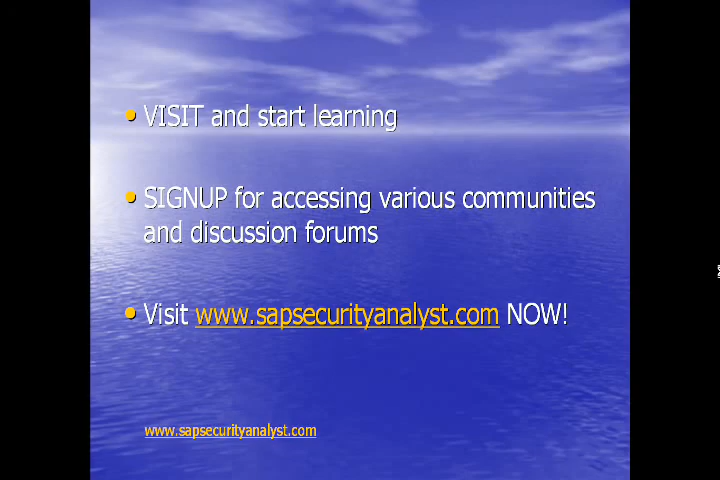 • VISIT and start learning
• SIGNUP for accessing various communities
and discussion forums
• Visit www.sapsecurityanalyst.com NOW!
www.sapsecurityanalyst.com